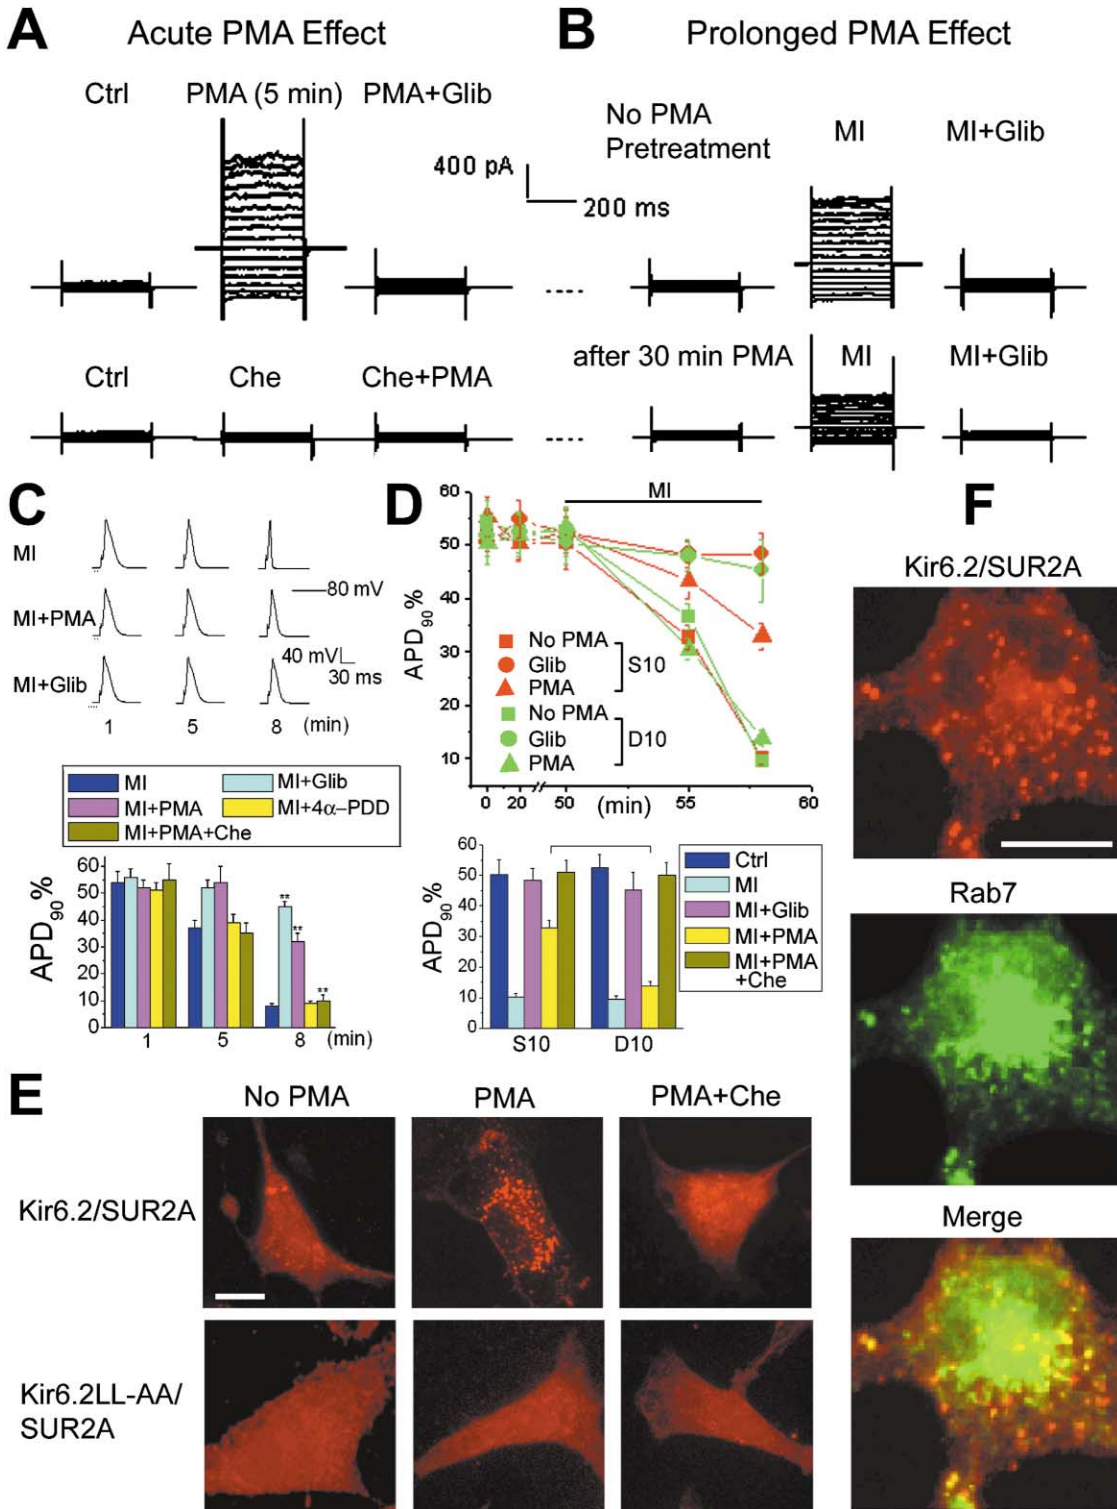 A Acute PMA Effect
Ctrl PMA (5 min) PMA+Glib
400 pA
200 ms
Ctrl Che Che+PMA
B Prolonged PMA Effect
No PMA
Pretreatment
MI MI+Glib
after 30 min PMA MI MI+Glib
C
MI
MI+PMA
MI+Glib
80 mV
40 mV
30 ms
1 5 8 (min)
MI MI+Glib
MI+PMA MI+4α-PDD
MI+PMA+Che
APD90%
60
50
40
30
20
10
0
** ** **
1 5 8 (min)
D
MI
APD90%
60
50
40
30
20
10
No PMA
Glib S10
PMA
No PMA
Glib D10
PMA
0 20 50 (min) 55 60
APD90%
60
50
40
30
20
10
0
Ctrl
MI
MI+Glib
MI+PMA
MI+PMA
+Che
S10 D10
E
No PMA PMA PMA+Che
Kir6.2/SUR2A
Kir6.2LL-AA/
SUR2A
F
Kir6.2/SUR2A
Rab7
Merge